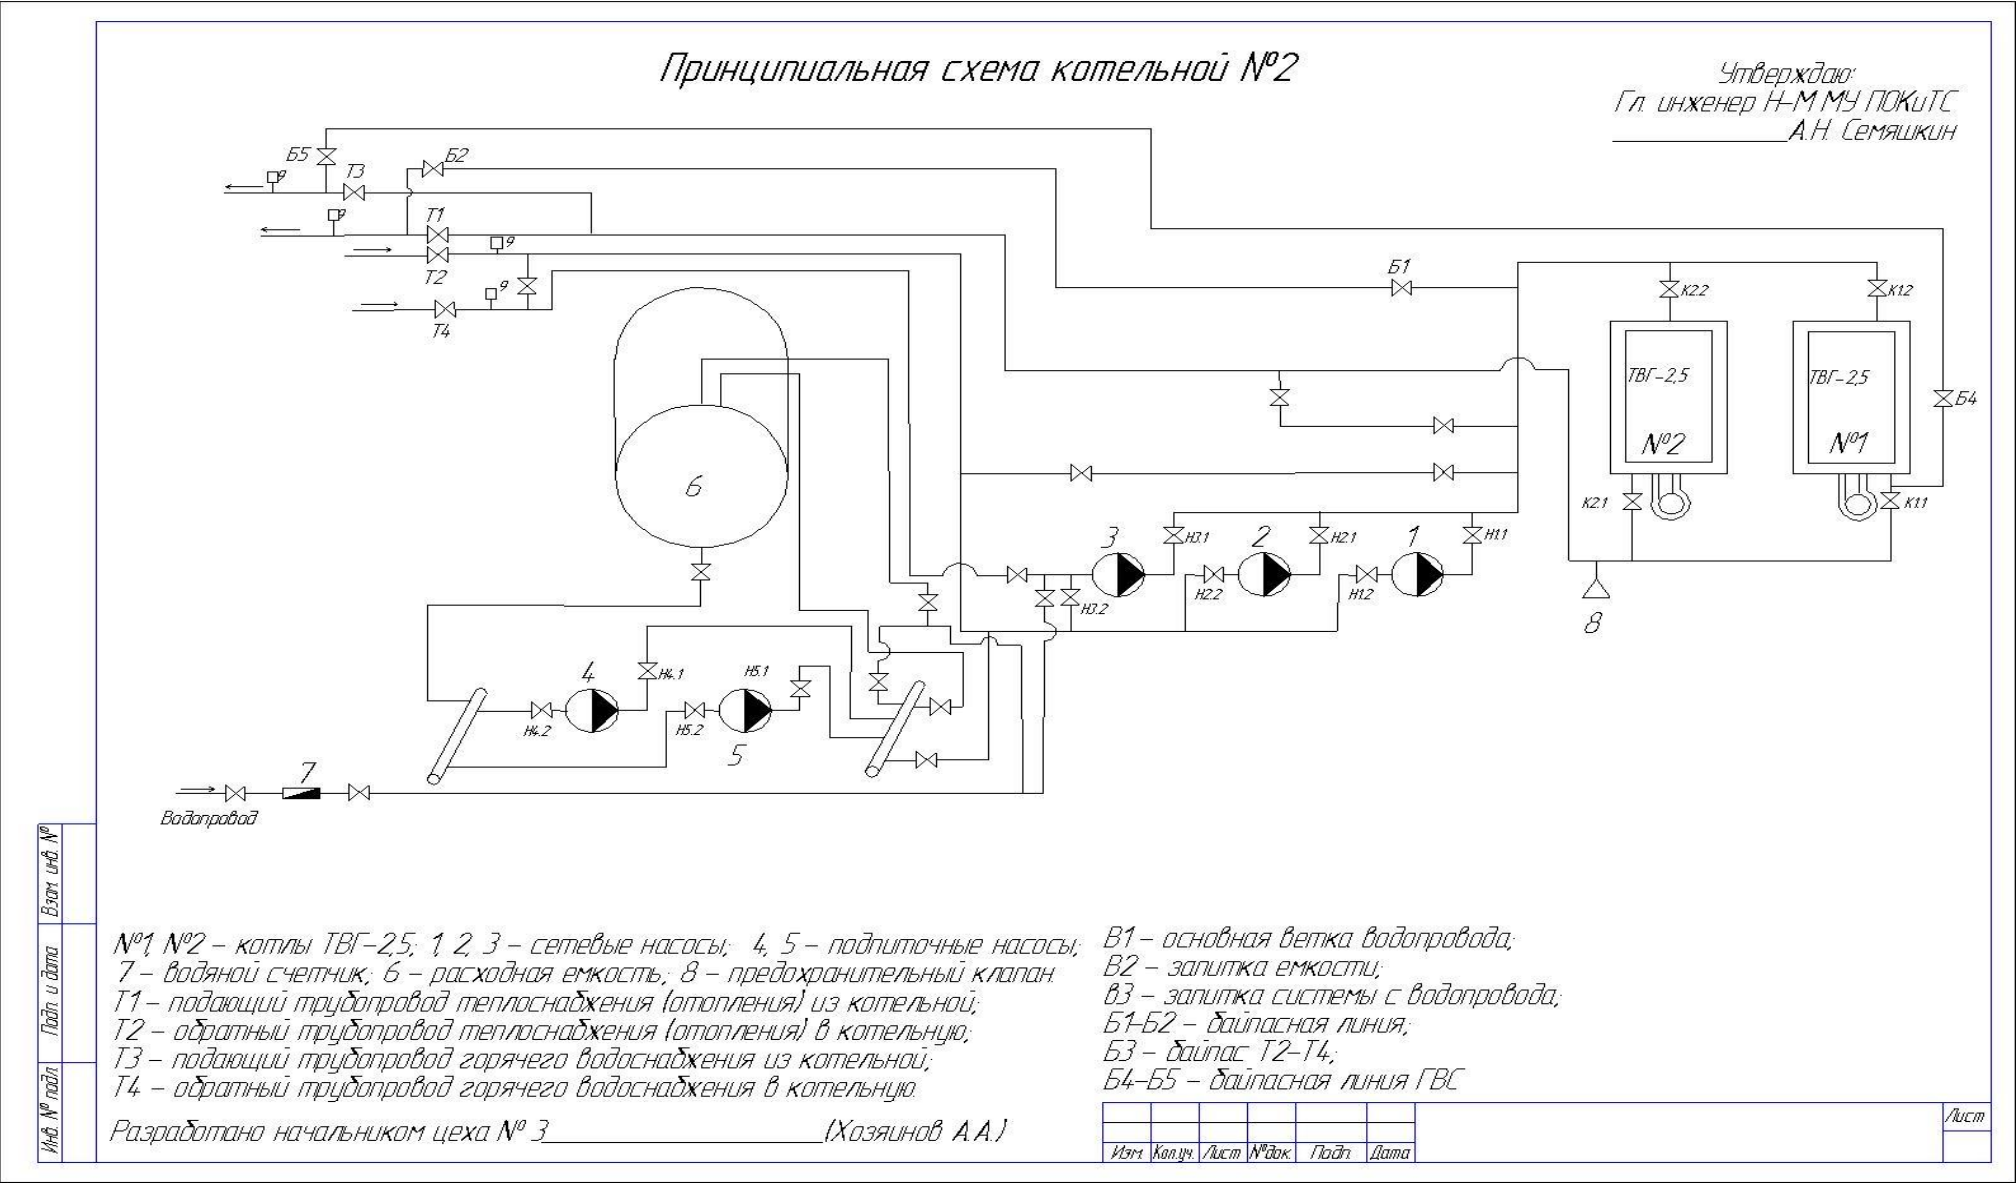 Принципиальная схема котельной №2
Утверждаю:
Гл. инженер Н-М МУ ПОКиТС
А.Н. Семяшкин
Б5
Б2
9
Т3
9
Т1
9
Т2
9
Т4
Б1
К2.2
К1.2
ТВГ-2,5
ТВГ-2,5
Б4
№2
№1
6
К2.1
К1.1
3
Н3.1
2
Н2.1
1
Н1.1
Н3.2
Н2.2
Н1.2
8
4
Н4.1
Н5.1
Н4.2
Н5.2
5
7
Водопровод
№1, №2 – котлы ТВГ-2,5; 1, 2, 3 – сетевые насосы; 4, 5 – подпиточные насосы;
7 – водяной счетчик; 6 – расходная емкость; 8 – предохранительный клапан.
Т1 – подающий трубопровод теплоснабжения (отопления) из котельной;
Т2 – обратный трубопровод теплоснабжения (отопления) в котельную;
Т3 – подающий трубопровод горячего водоснабжения из котельной;
Т4 – обратный трубопровод горячего водоснабжения в котельную.
Разработано начальником цеха № 3 (Хозяинов А.А.)
В1 – основная ветка водопровода;
В2 – запитка емкости;
в3 – запитка системы с водопровода;
Б1-Б2 – байпасная линия;
Б3 – байпас Т2-Т4;
Б4-Б5 – байпасная линия ГВС
Взам. инв. №
Подп. и дата
Инв. № подл.
Изм. Кол.уч. Лист №док. Подп. Дата
Лист